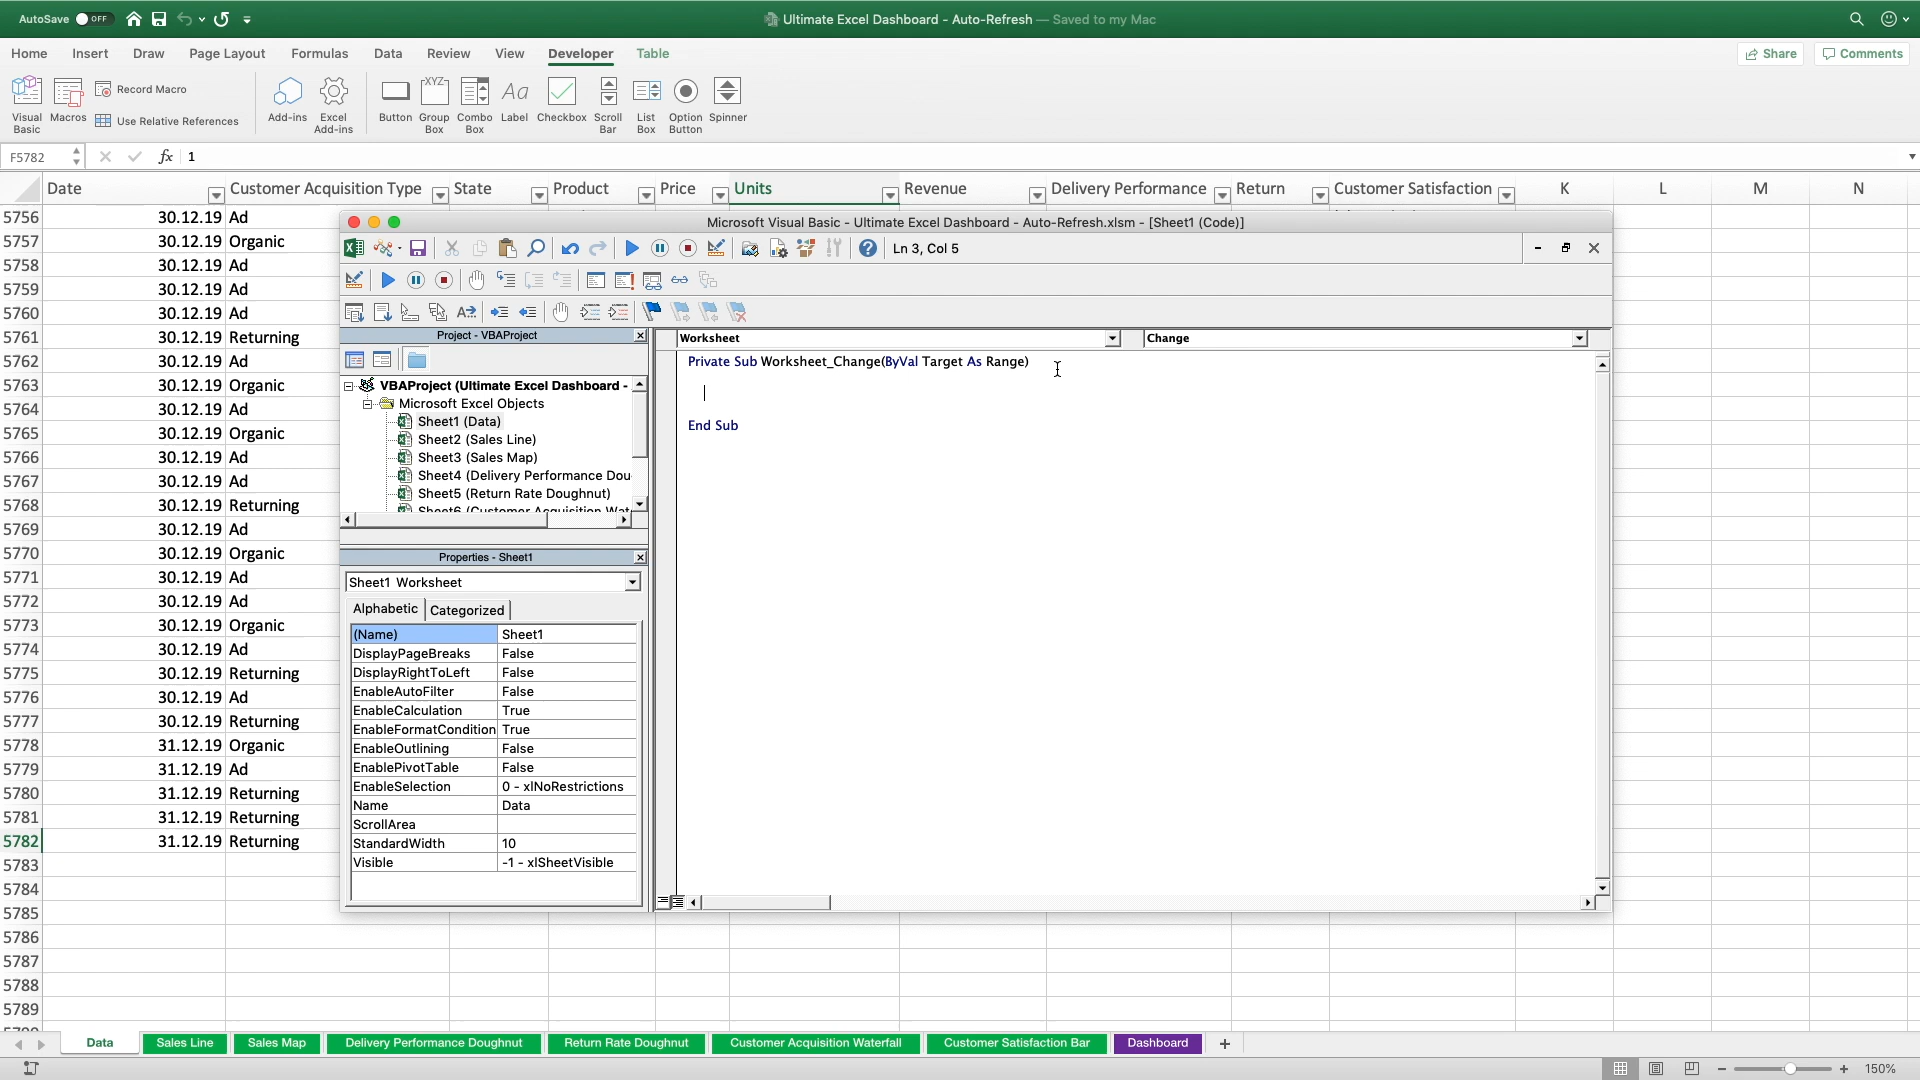 AutoSave OFF
Ultimate Excel Dashboard - Auto-Refresh — Saved to my Mac
Home Insert Draw Page Layout Formulas Data Review View Developer Table
Share Comments
Visual Basic Macros Record Macro Use Relative References Add-ins Excel Add-ins Button Group Box Combo Box Label Checkbox Scroll Bar List Box Option Button Spinner
F5782 fx 1
Date Customer Acquisition Type State Product Price Units Revenue Delivery Performance Return Customer Satisfaction K L M N
5756 30.12.19 Ad
5757 30.12.19 Organic
5758 30.12.19 Ad
5759 30.12.19 Ad
5760 30.12.19 Ad
5761 30.12.19 Returning
5762 30.12.19 Ad
5763 30.12.19 Organic
5764 30.12.19 Ad
5765 30.12.19 Organic
5766 30.12.19 Ad
5767 30.12.19 Ad
5768 30.12.19 Returning
5769 30.12.19 Ad
5770 30.12.19 Organic
5771 30.12.19 Ad
5772 30.12.19 Ad
5773 30.12.19 Organic
5774 30.12.19 Ad
5775 30.12.19 Returning
5776 30.12.19 Ad
5777 30.12.19 Returning
5778 31.12.19 Organic
5779 31.12.19 Ad
5780 31.12.19 Returning
5781 31.12.19 Returning
5782 31.12.19 Returning
5783
5784
5785
5786
5787
5788
5789
Microsoft Visual Basic - Ultimate Excel Dashboard - Auto-Refresh.xlsm - [Sheet1 (Code)]
Ln 3, Col 5
Project - VBAProject
VBAProject (Ultimate Excel Dashboard -
Microsoft Excel Objects
Sheet1 (Data)
Sheet2 (Sales Line)
Sheet3 (Sales Map)
Sheet4 (Delivery Performance Dou
Sheet5 (Return Rate Doughnut)
Sheet6 (Customer Acquisition Wat
Properties - Sheet1
Sheet1 Worksheet
Alphabetic Categorized
(Name) Sheet1
DisplayPageBreaks False
DisplayRightToLeft False
EnableAutoFilter False
EnableCalculation True
EnableFormatCondition True
EnableOutlining False
EnablePivotTable False
EnableSelection 0 - xlNoRestrictions
Name Data
ScrollArea
StandardWidth 10
Visible -1 - xlSheetVisible
Worksheet Change
Private Sub Worksheet_Change(ByVal Target As Range)
End Sub
Data Sales Line Sales Map Delivery Performance Doughnut Return Rate Doughnut Customer Acquisition Waterfall Customer Satisfaction Bar Dashboard
150%